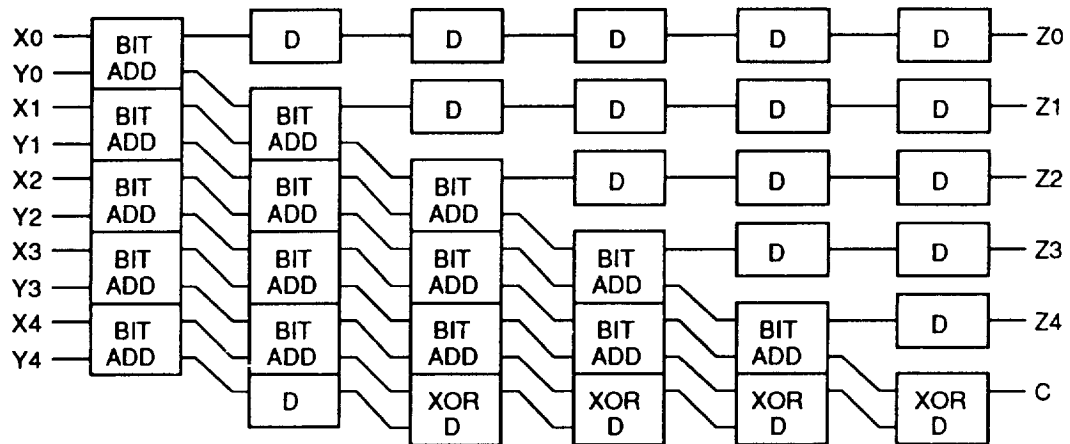 X0 BIT D D D D D Z0
Y0 ADD
X1 BIT BIT D D D D Z1
Y1 ADD ADD
X2 BIT BIT BIT D D D Z2
Y2 ADD ADD ADD
X3 BIT BIT BIT BIT D D Z3
Y3 ADD ADD ADD ADD
X4 BIT BIT BIT BIT BIT D Z4
Y4 ADD ADD ADD ADD ADD
D XOR XOR XOR XOR C
D D D D